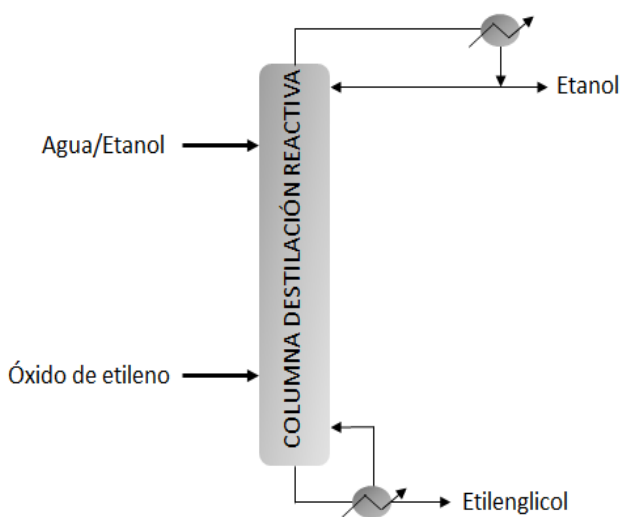 Etanol
Agua/Etanol
COLUMNA DESTILACIÓN REACTIVA
Óxido de etileno
Etilenglicol